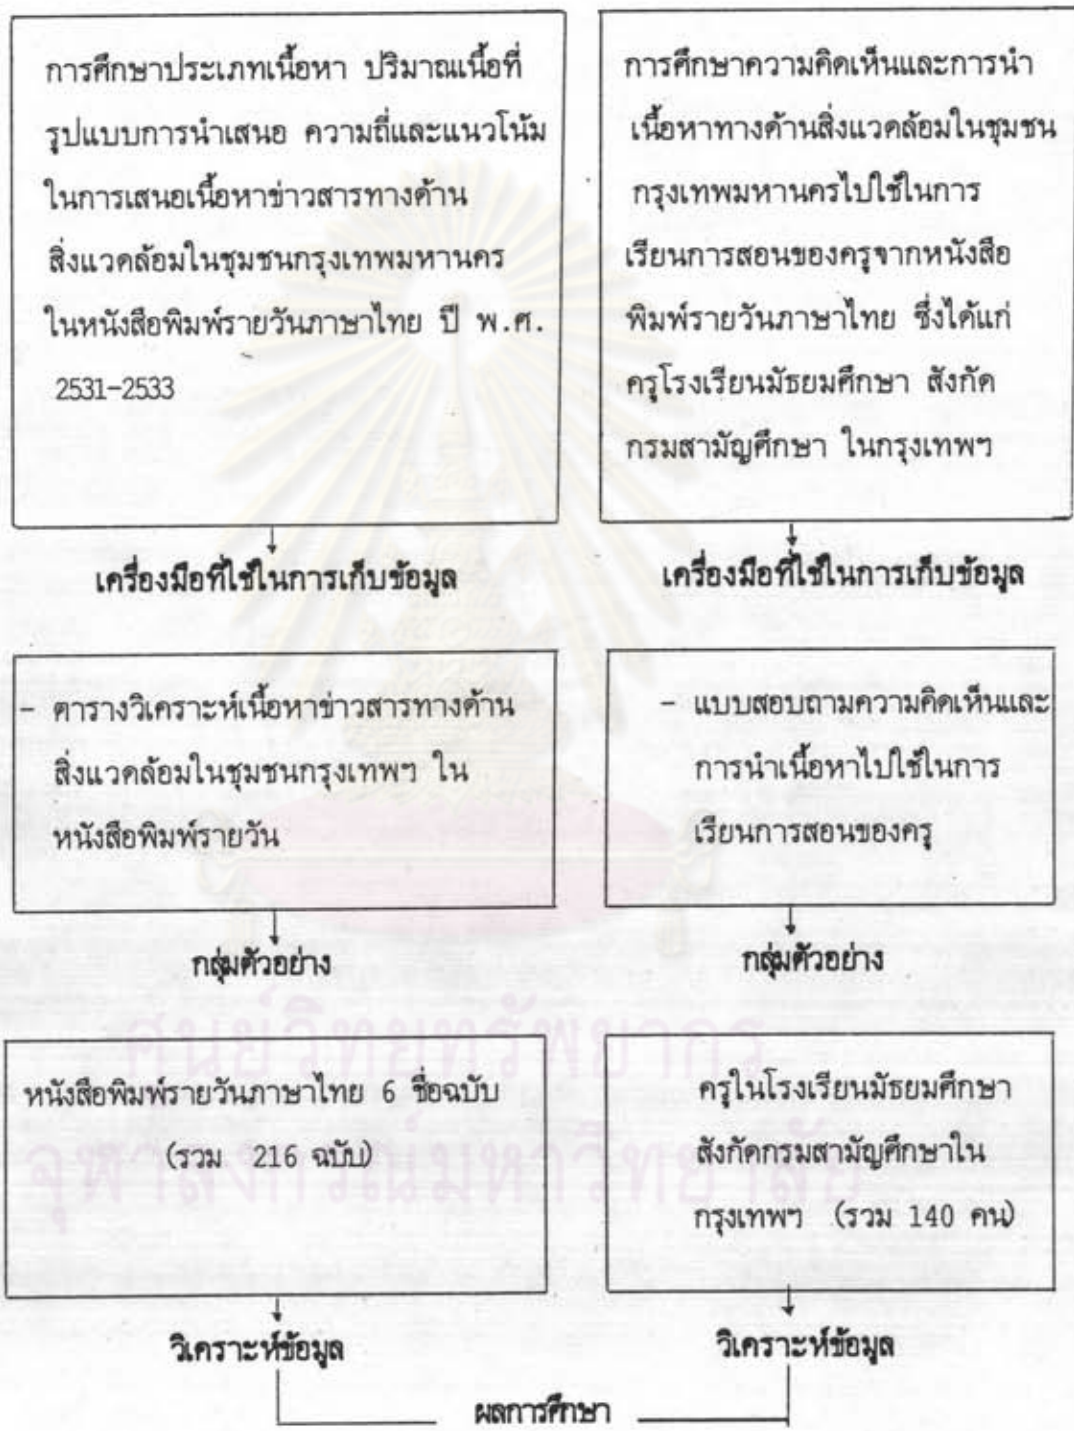 การศึกษาประเภทเนื้อหา ปริมาณเนื้อที่
รูปแบบการนำเสนอ ความถี่และแนวโน้ม
ในการเสนอเนื้อหาข่าวสารทางด้าน
สิ่งแวดล้อมในชุมชนกรุงเทพมหานคร
ในหนังสือพิมพ์รายวันภาษาไทย ปี พ.ศ.
2531-2533
เครื่องมือที่ใช้ในการเก็บข้อมูล
- ตารางวิเคราะห์เนื้อหาข่าวสารทางด้าน
สิ่งแวดล้อมในชุมชนกรุงเทพฯ ใน
หนังสือพิมพ์รายวัน
กลุ่มตัวอย่าง
หนังสือพิมพ์รายวันภาษาไทย 6 ชื่อฉบับ
(รวม 216 ฉบับ)
วิเคราะห์ข้อมูล
การศึกษาความคิดเห็นและการนำ
เนื้อหาทางด้านสิ่งแวดล้อมในชุมชน
กรุงเทพมหานครไปใช้ในการ
เรียนการสอนของครูจากหนังสือ
พิมพ์รายวันภาษาไทย ซึ่งได้แก่
ครูโรงเรียนมัธยมศึกษา สังกัด
กรมสามัญศึกษา ในกรุงเทพฯ
เครื่องมือที่ใช้ในการเก็บข้อมูล
- แบบสอบถามความคิดเห็นและ
การนำเนื้อหาไปใช้ในการ
เรียนการสอนของครู
กลุ่มตัวอย่าง
ครูในโรงเรียนมัธยมศึกษา
สังกัดกรมสามัญศึกษาใน
กรุงเทพฯ (รวม 140 คน)
วิเคราะห์ข้อมูล
ผลการศึกษา
ศูนย์วิทยทรัพยากร
จุฬาลงกรณ์มหาวิทยาลัย